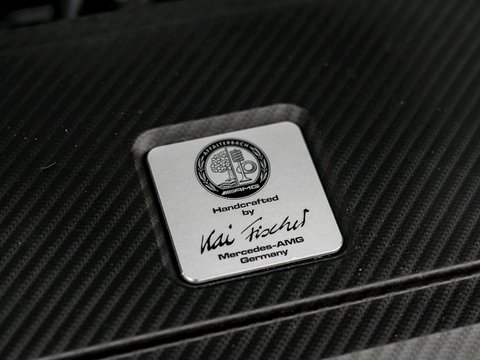 AFFALTERBACH
AMG
Handcrafted
by
Kai Fischer
Mercedes-AMG
Germany